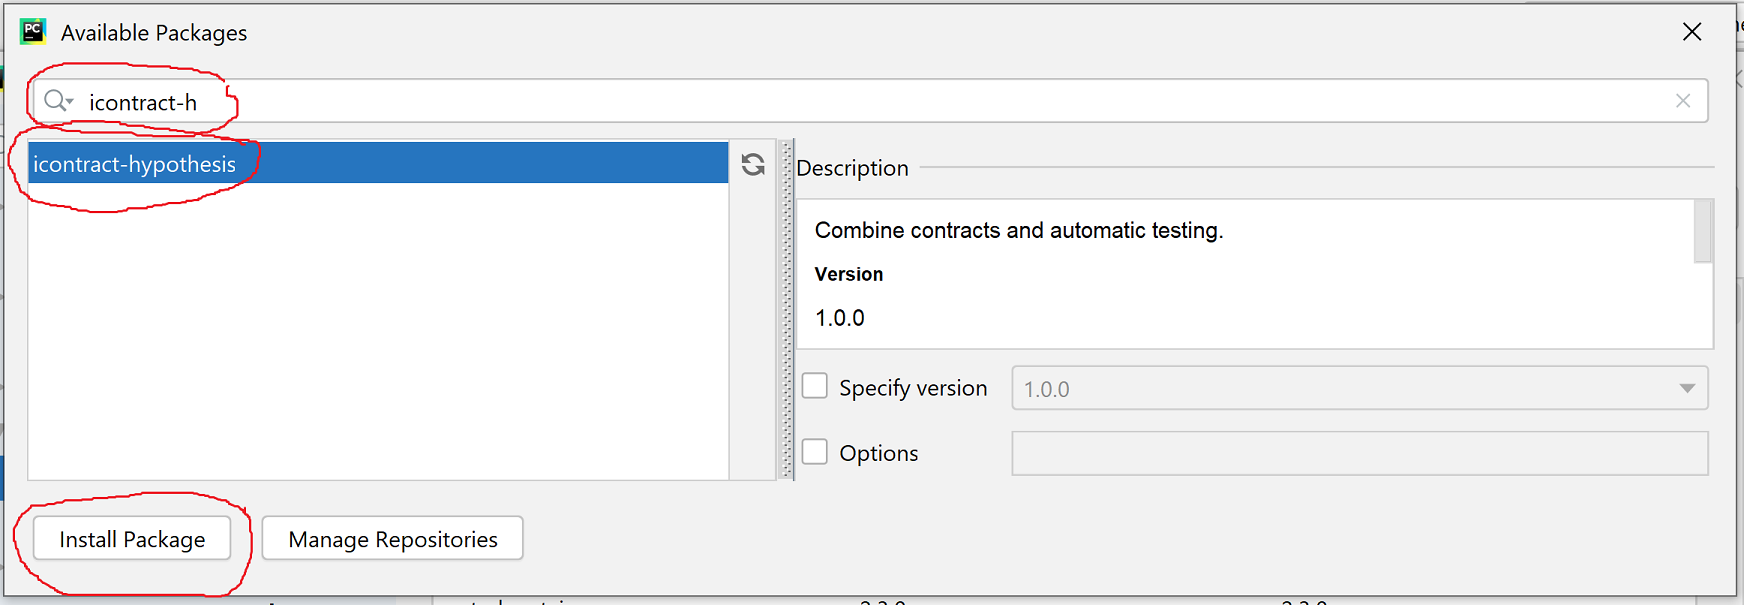 PC
Available Packages
icontract-h
icontract-hypothesis
Description
Combine contracts and automatic testing.
Version
1.0.0
Specify version
1.0.0
Options
Install Package
Manage Repositories